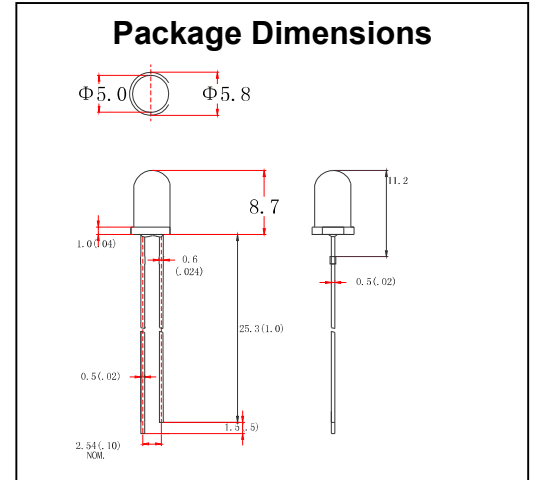 Package Dimensions
Φ5.0
Φ5.8
8.7
11.2
1.0(.04)
0.6
(.024)
0.5(.02)
25.3(1.0)
0.5(.02)
1.5(.5)
2.54(.10)
NOM.